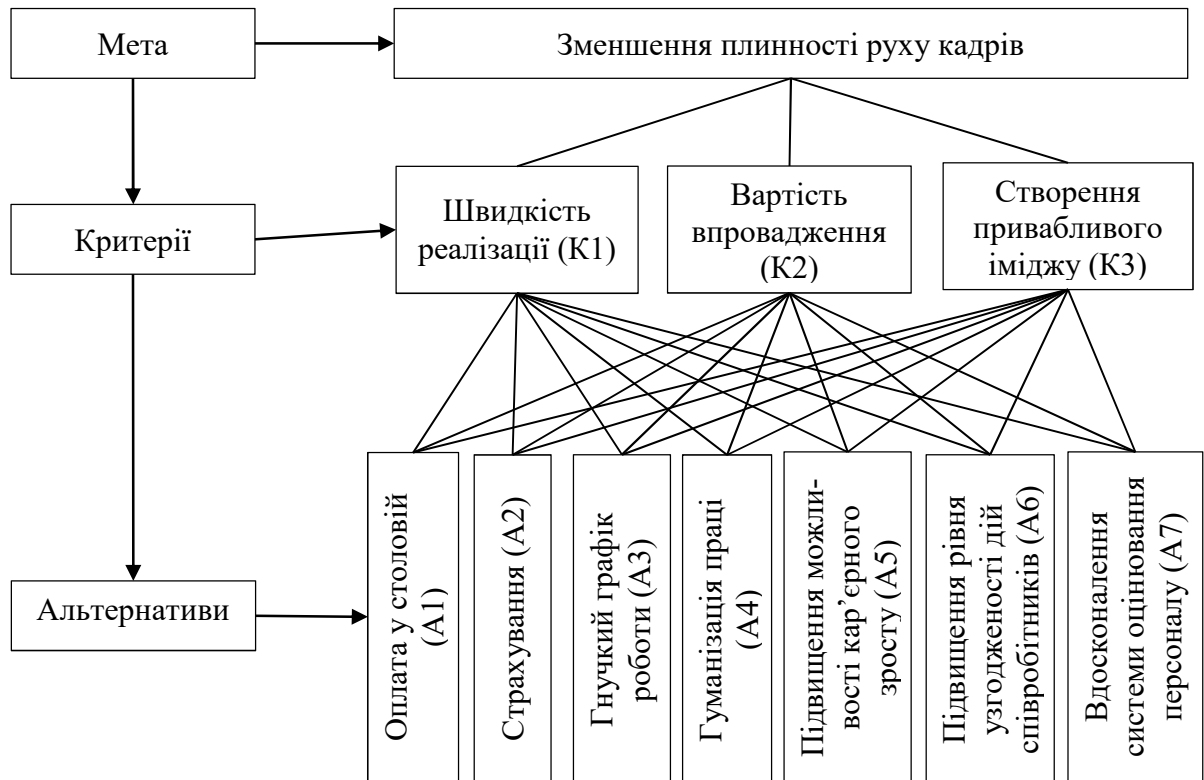 Мета
Зменшення плинності руху кадрів
Критерії
Швидкість
реалізації (К1)
Вартість
впровадження
(К2)
Створення
привабливого
іміджу (К3)
Альтернативи
Оплата у столовій
(А1)
Страхування (А2)
Гнучкий графік
роботи (А3)
Гуманізація праці
(А4)
Підвищення можли-
вості кар’єрного
зросту (А5)
Підвищення рівня
узгодженості дій
співробітників (А6)
Вдосконалення
системи оцінювання
персоналу (А7)